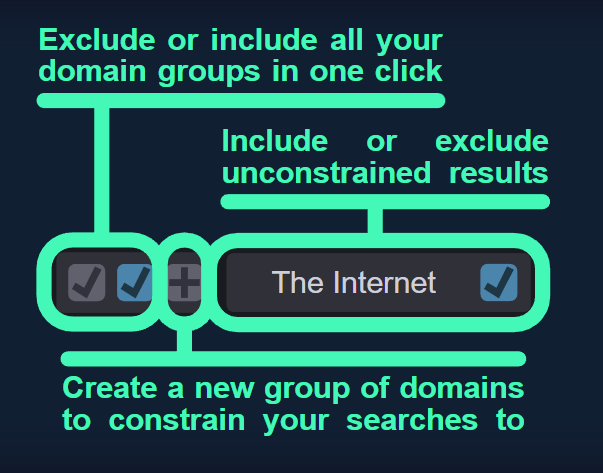 Exclude or include all your
domain groups in one click
Include or exclude
unconstrained results
The Internet
Create a new group of domains
to constrain your searches to